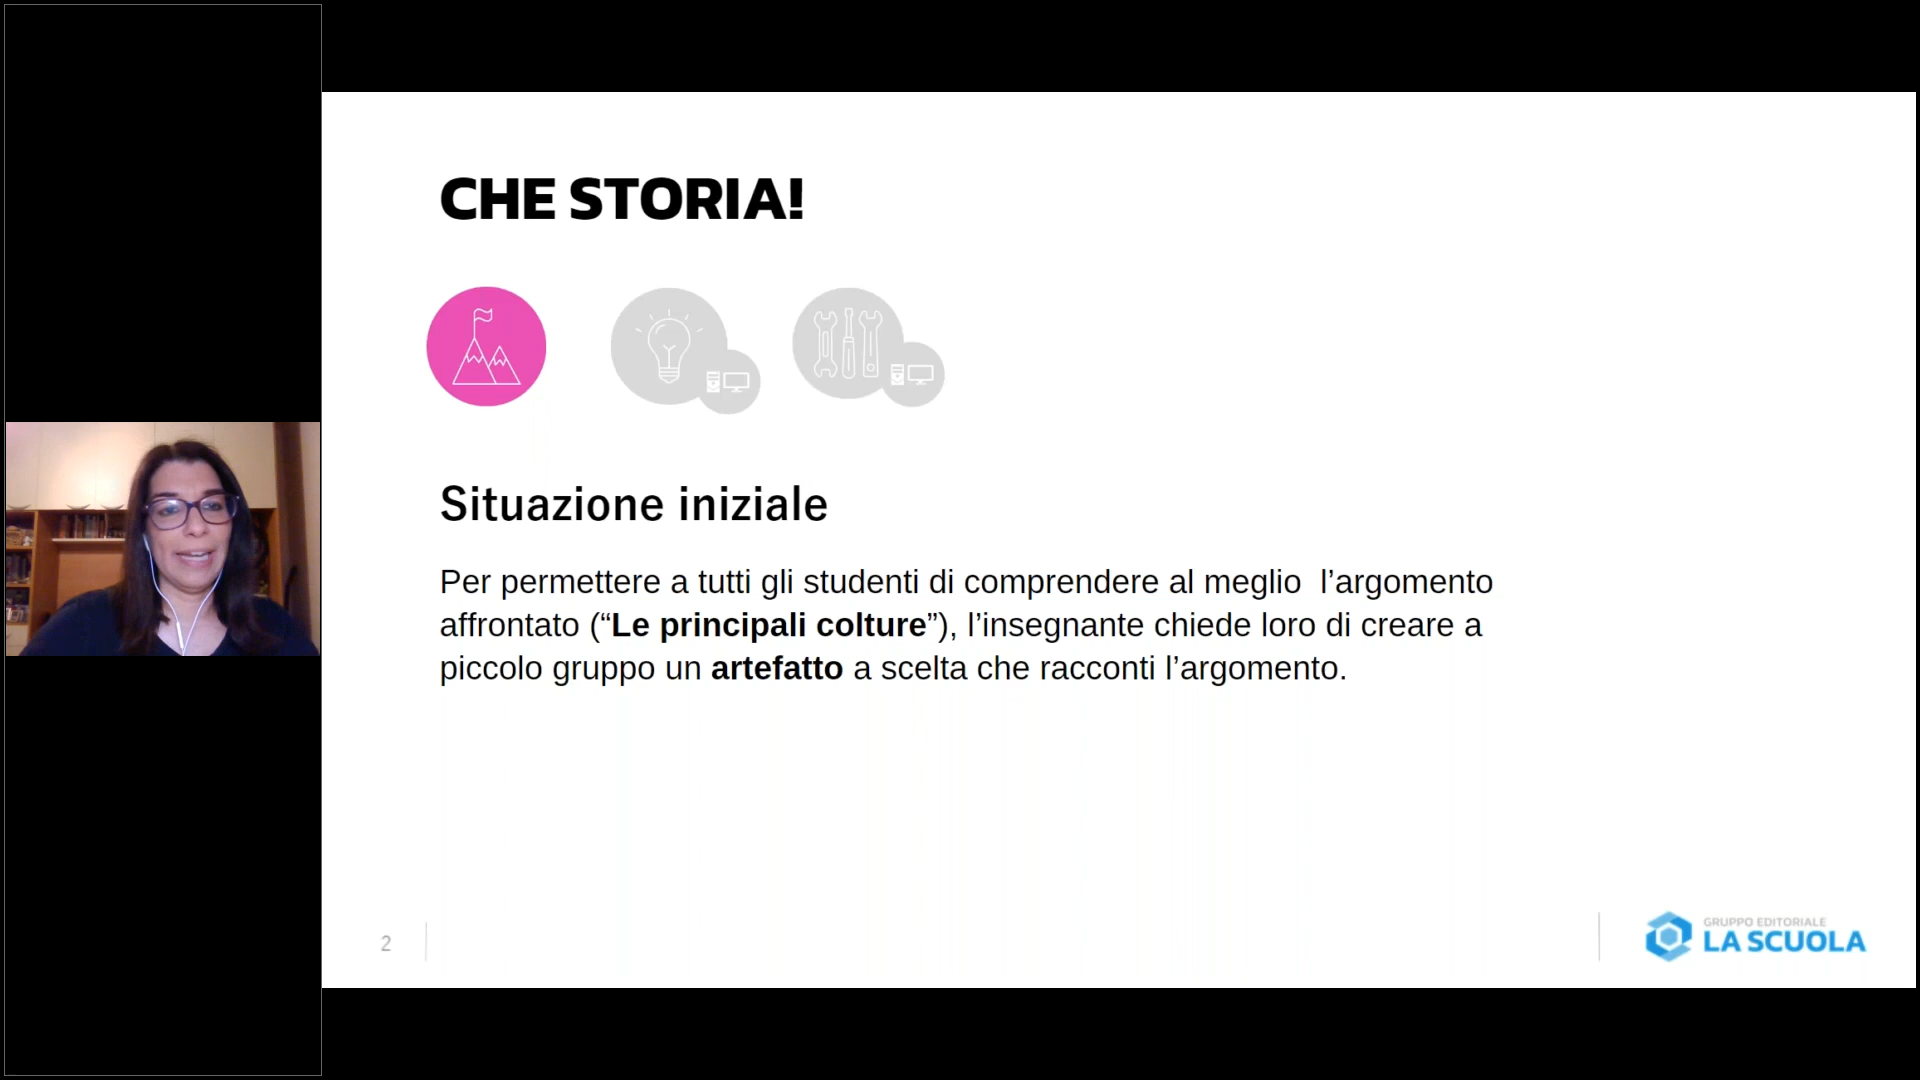 CHE STORIA!
Situazione iniziale
Per permettere a tutti gli studenti di comprendere al meglio  l’argomento
affrontato (“Le principali colture”), l’insegnante chiede loro di creare a
piccolo gruppo un artefatto a scelta che racconti l’argomento.
2
GRUPPO EDITORIALE
LA SCUOLA